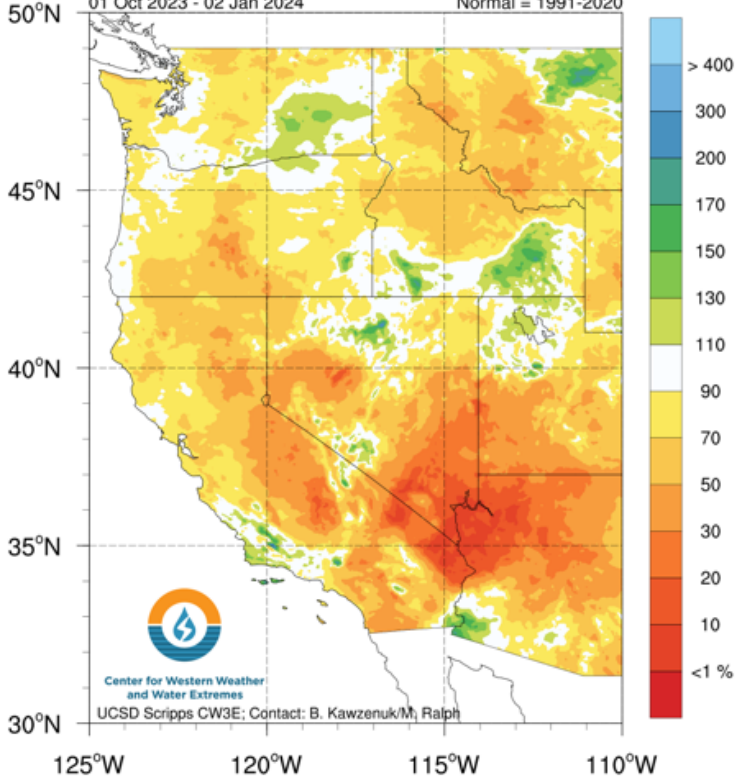 01 Oct 2023 - 02 Jan 2024 Normal = 1991-2020
50°N
45°N
40°N
35°N
30°N
> 400
300
200
170
150
130
110
90
70
50
30
20
10
<1 %
Center for Western Weather
and Water Extremes
UCSD Scripps CW3E; Contact: B. Kawzenuk/M. Ralph
125°W 120°W 115°W 110°W